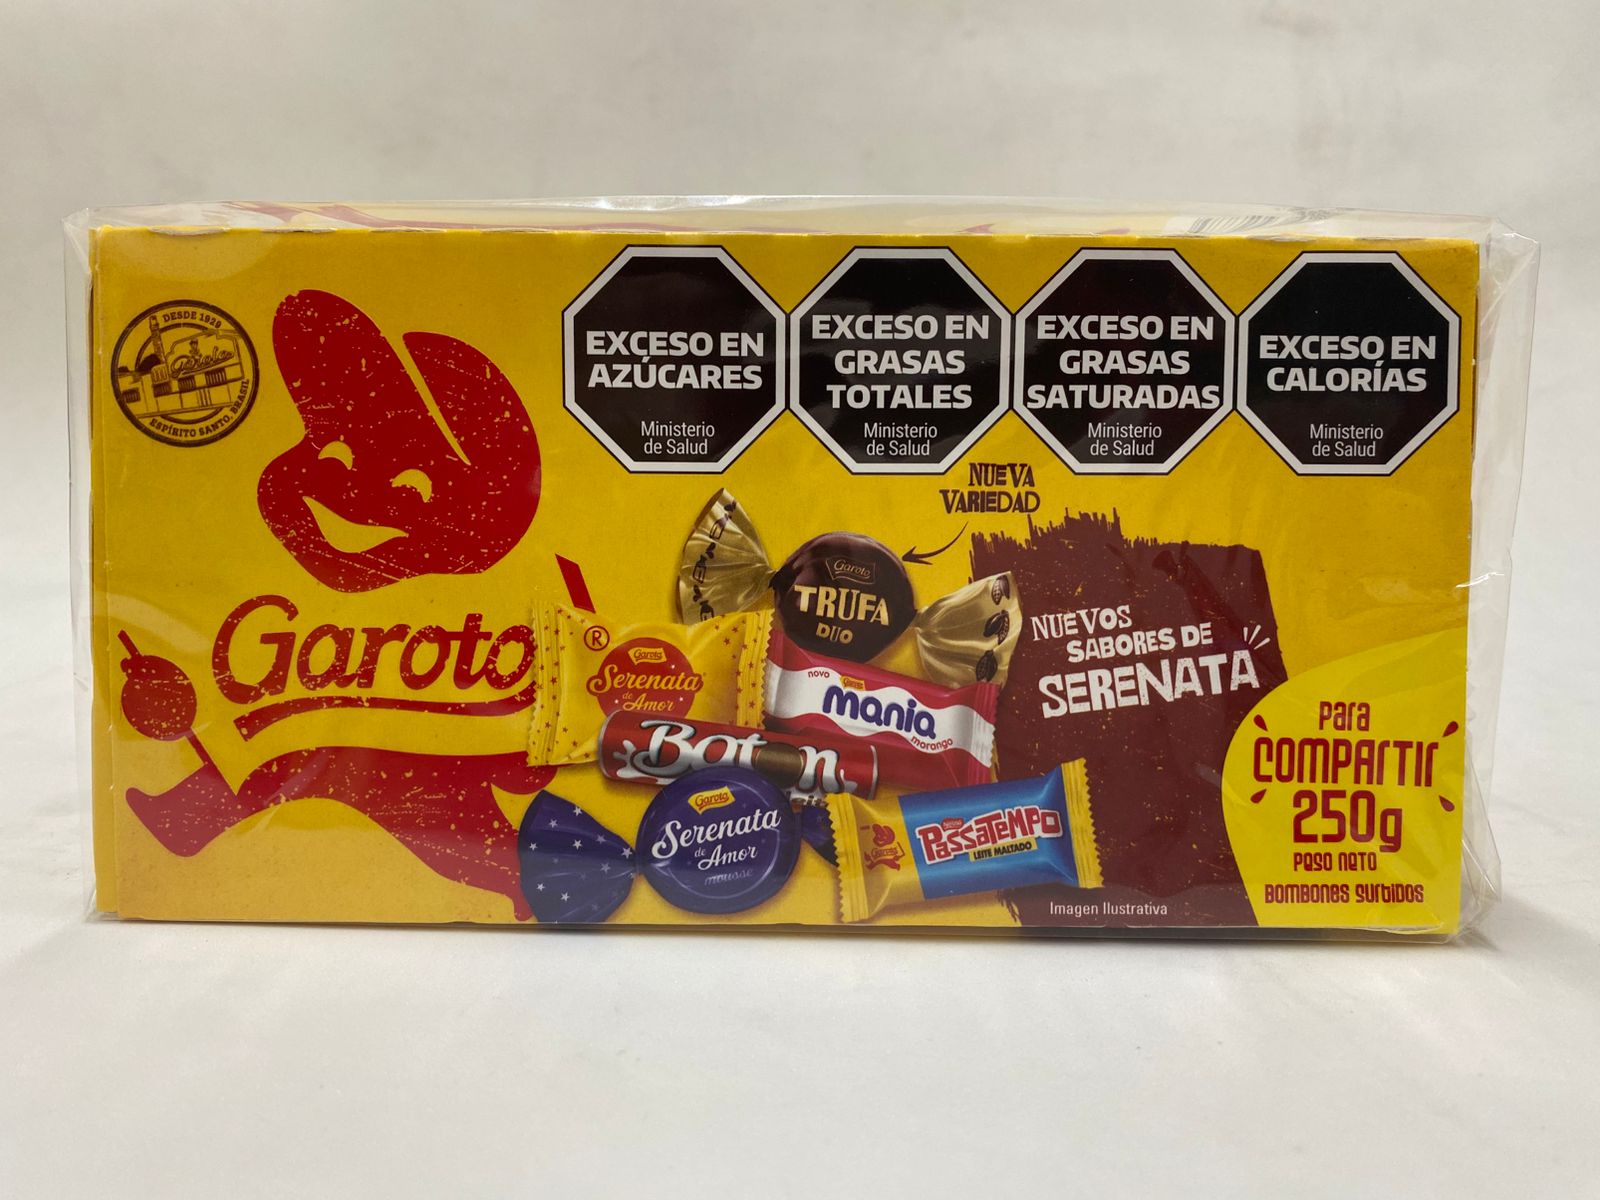 DESDE 1929
Garoto
ESPÍRITO SANTO, BRASIL
EXCESO EN
AZÚCARES
Ministerio
de Salud
EXCESO EN
GRASAS
TOTALES
Ministerio
de Salud
EXCESO EN
GRASAS
SATURADAS
Ministerio
de Salud
EXCESO EN
CALORÍAS
Ministerio
de Salud
NUEVA
VARIEDAD
Garoto
TRUFA
DUO
Garoto®
Garoto
Serenata
de
Amor
novo
Garoto
mania
morango
NUEVOS
SABORES DE
SERENATA
Baton
Garoto
Serenata
de
Amor
mousse
Garoto
Nestlé
PASSATEMPO
LEITE MALTADO
Para
COMPARTIR
250g
PESO NETO
BOMBONES SURTIDOS
Imagen Ilustrativa